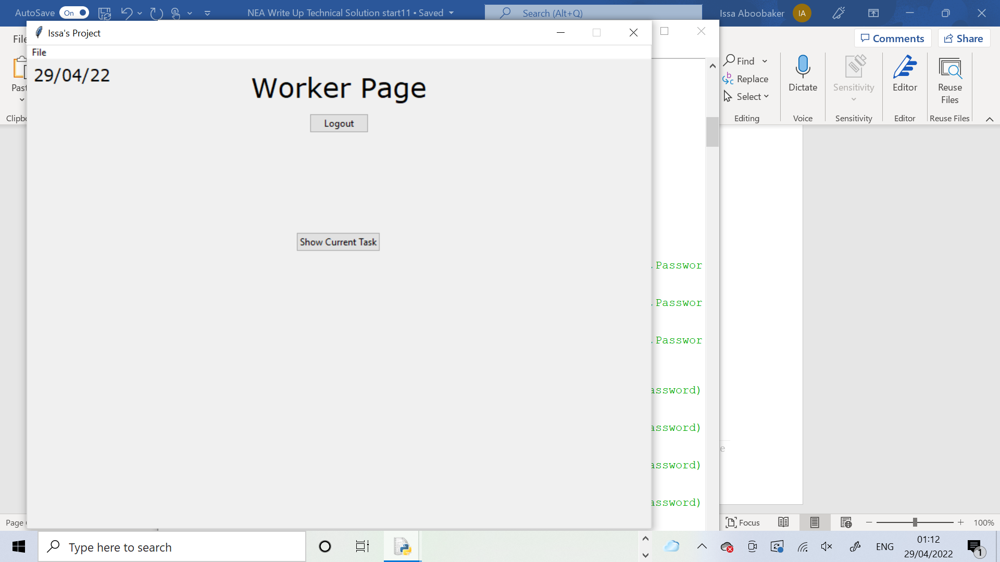 AutoSave On NEA Write Up Technical Solution start11 • Saved Search (Alt+Q) Issa Aboobaker IA
Issa's Project
File
Comments Share
File
29/04/22
Worker Page
Logout
Show Current Task
Find
Replace
Select
Dictate
Sensitivity
Editor
Reuse
Files
Editing Voice Sensitivity Editor Reuse Files
,Passwor
,Passwor
,Passwor
assword)
assword)
assword)
assword)
Page
Focus 100%
Type here to search
ENG
01:12
29/04/2022
1